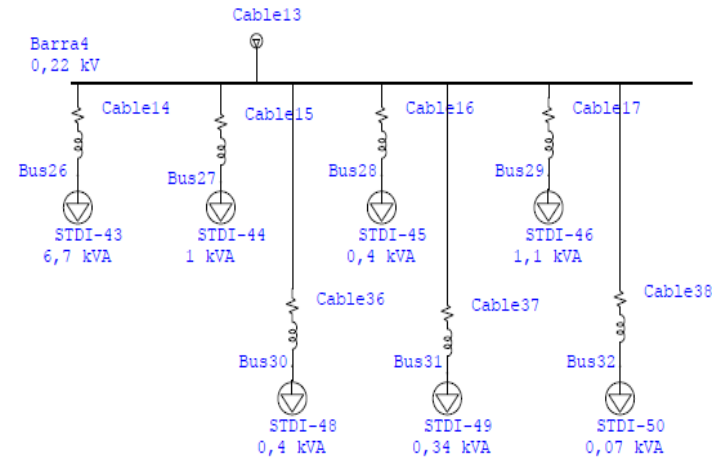 Cable13
Barra4
0,22 kV
Cable14
Cable15
Cable16
Cable17
Bus26
Bus27
Bus28
Bus29
STDI-43
6,7 kVA
STDI-44
1 kVA
STDI-45
0,4 kVA
STDI-46
1,1 kVA
Cable36
Cable37
Cable38
Bus30
Bus31
Bus32
STDI-48
0,4 kVA
STDI-49
0,34 kVA
STDI-50
0,07 kVA